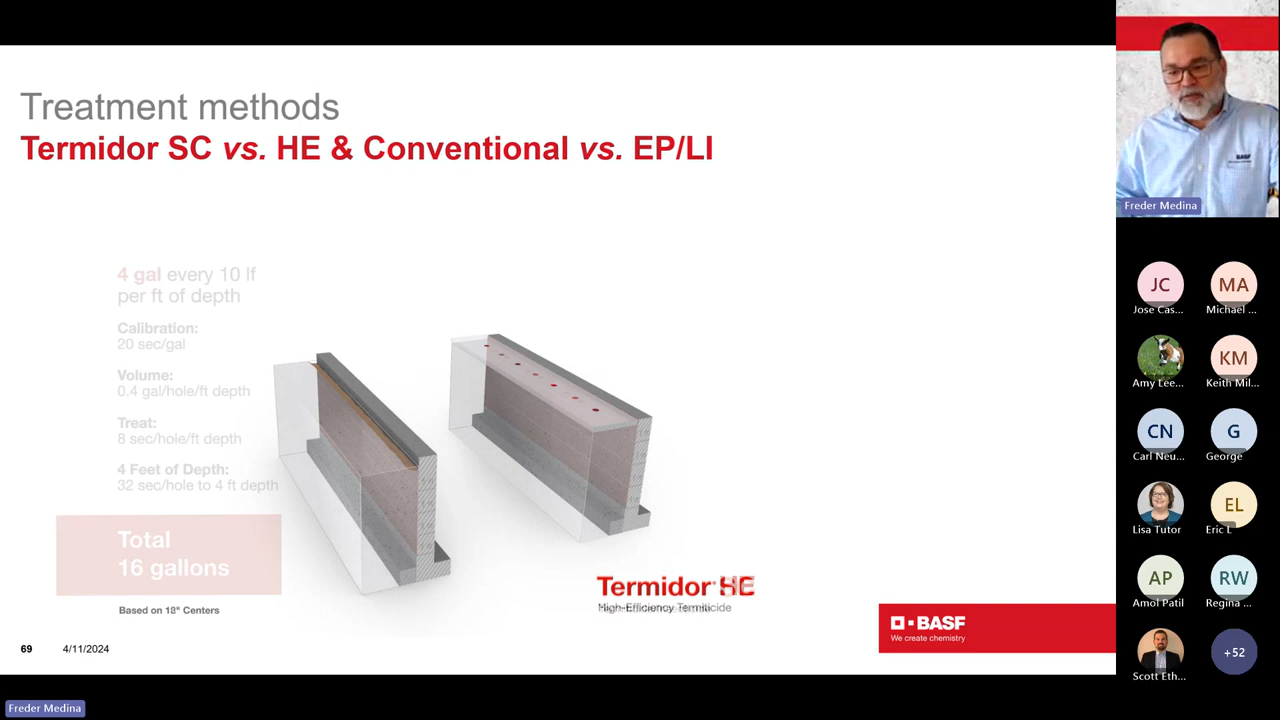 Treatment methods
Termidor SC vs. HE & Conventional vs. EP/LI
4 gal every 10 lf
per ft of depth
Calibration:
20 sec/gal
Volume:
0.4 gal/hole/ft depth
Treat:
8 sec/hole/ft depth
4 Feet of Depth:
32 sec/hole to 4 ft depth
Total
16 gallons
Based on 18" Centers
Termidor HE
High-Efficiency Termicide
69
4/11/2024
BASF
We create chemistry
BASF
Freder Medina
JC
Jose Cas...
MA
Michael ...
Amy Lee...
KM
Keith Mil...
CN
Carl Neu...
G
George
Lisa Tutor
EL
Eric L
AP
Amol Patil
RW
Regina ...
Scott Eth...
+52
Freder Medina